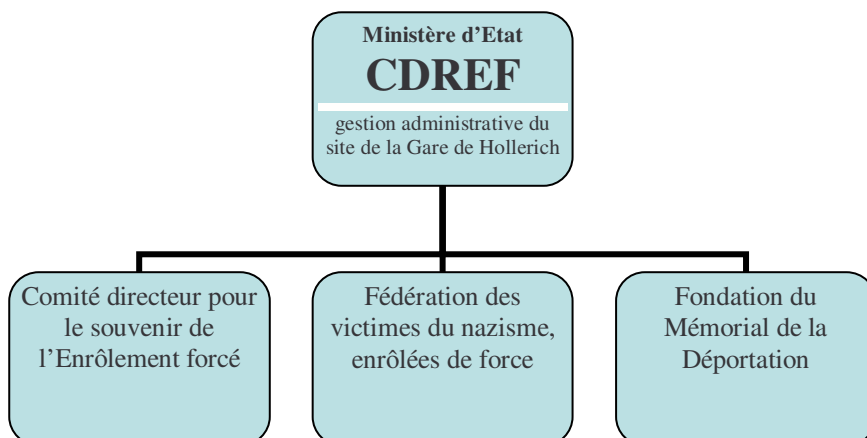 Ministère d’Etat
CDREF
gestion administrative du
site de la Gare de Hollerich
Comité directeur pour
le souvenir de
l’Enrôlement forcé
Fédération des
victimes du nazisme,
enrôlées de force
Fondation du
Mémorial de la
Déportation